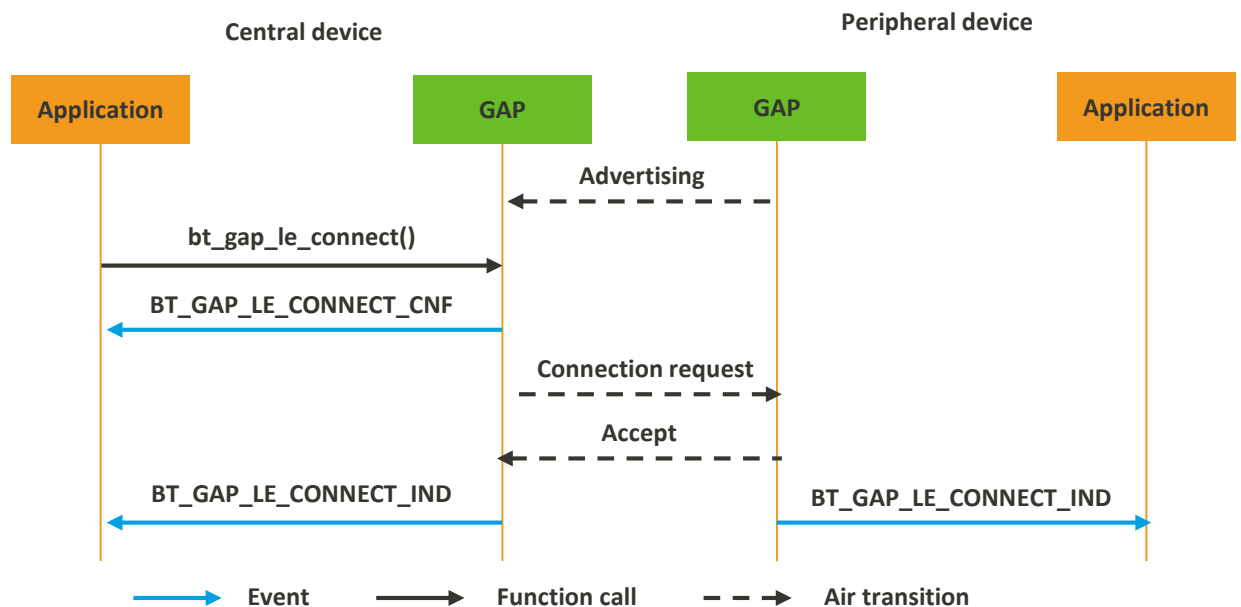 Central device
Peripheral device
Application
GAP
GAP
Application
Advertising
bt_gap_le_connect()
BT_GAP_LE_CONNECT_CNF
Connection request
Accept
BT_GAP_LE_CONNECT_IND
BT_GAP_LE_CONNECT_IND
Event
Function call
Air transition